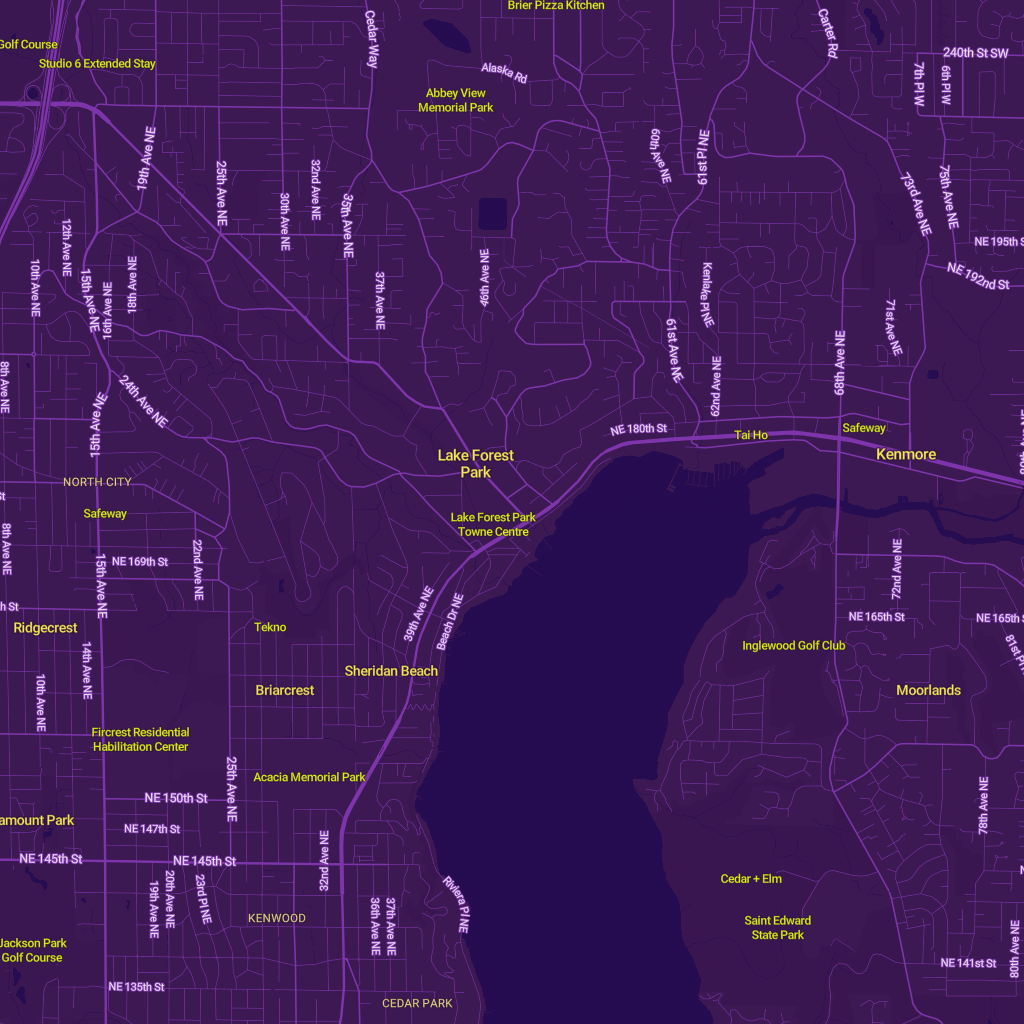 Brier Pizza Kitchen
Cedar Way
Carter Rd
Golf Course
Studio 6 Extended Stay
240th St SW
Alaska Rd
7th Pl W
6th Pl W
Abbey View
Memorial Park
19th Ave NE
25th Ave NE
32nd Ave NE
30th Ave NE
35th Ave NE
60th Ave NE
61st Pl NE
73rd Ave NE
75th Ave NE
12th Ave NE
NE 195th S
10th Ave NE
15th Ave NE
16th Ave NE
18th Ave NE
37th Ave NE
46th Ave NE
Kenlake Pl NE
NE 192nd St
71st Ave NE
61st Ave NE
62nd Ave NE
68th Ave NE
8th Ave NE
24th Ave NE
15th Ave NE
NE 180th St
Tai Ho
Safeway
Kenmore
Lake Forest
Park
NORTH CITY
Safeway
Lake Forest Park
Towne Centre
8th Ave NE
15th Ave NE
NE 169th St
22nd Ave NE
72nd Ave NE
39th Ave NE
Beach Dr NE
NE 165th St
NE 165th
81st Pl
Ridgecrest
Tekno
14th Ave NE
Inglewood Golf Club
Sheridan Beach
10th Ave NE
Briarcrest
Moorlands
Fircrest Residential
Habilitation Center
25th Ave NE
Acacia Memorial Park
78th Ave NE
NE 150th St
amount Park
NE 147th St
32nd Ave NE
NE 145th St
NE 145th St
19th Ave NE
20th Ave NE
23rd Pl NE
Riviera Pl NE
Cedar + Elm
KENWOOD
36th Ave NE
37th Ave NE
Saint Edward
State Park
80th Ave NE
Jackson Park
Golf Course
NE 141st St
NE 135th St
CEDAR PARK